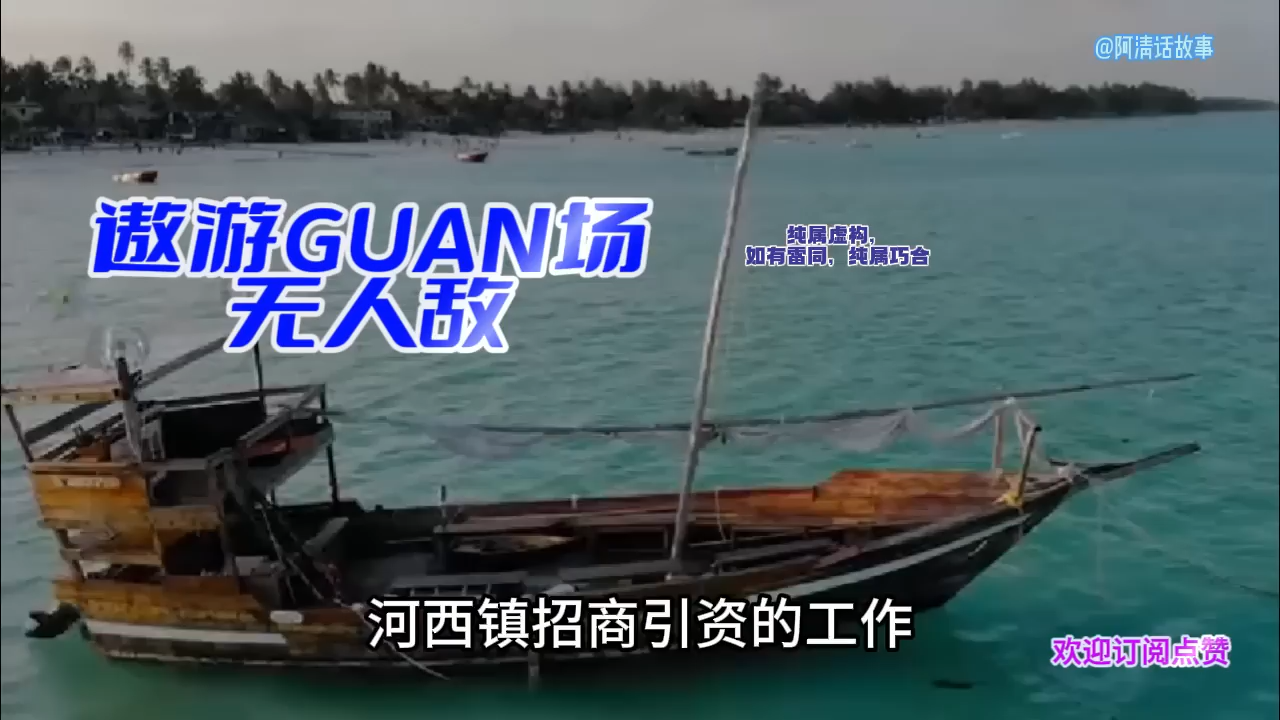 @阿清话故事
遨游GUAN场
无人敌
纯属虚构，
如有雷同，纯属巧合
河西镇招商引资的工作
欢迎订阅点赞